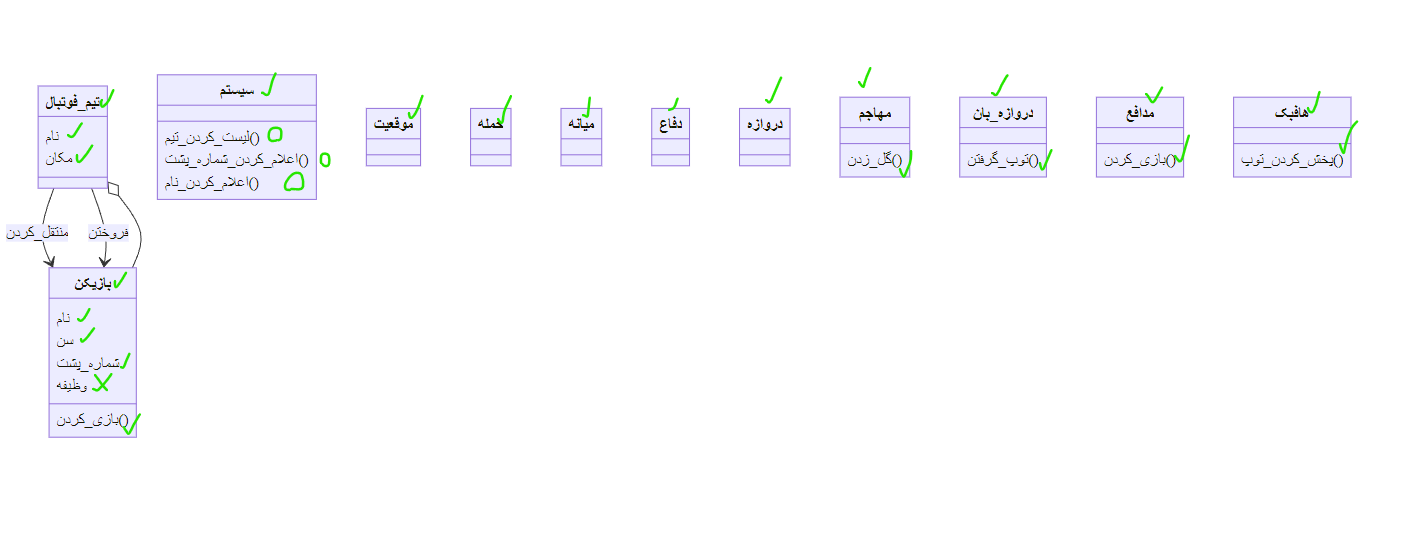 تیم_فوتبال
نام
مکان
سیستم
لیست_کردن_تیم()
اعلام_کردن_شماره_پشت()
اعلام_کردن_نام()
موقعیت
حمله
میانه
دفاع
دروازه
مهاجم
گل_زدن()
دروازه_بان
توپ_گرفتن()
مدافع
بازی_کردن()
هافبک
پخش_کردن_توپ()
منتقل_کردن
فروختن
بازیکن
نام
سن
شماره_پشت
وظیفه
بازی_کردن()